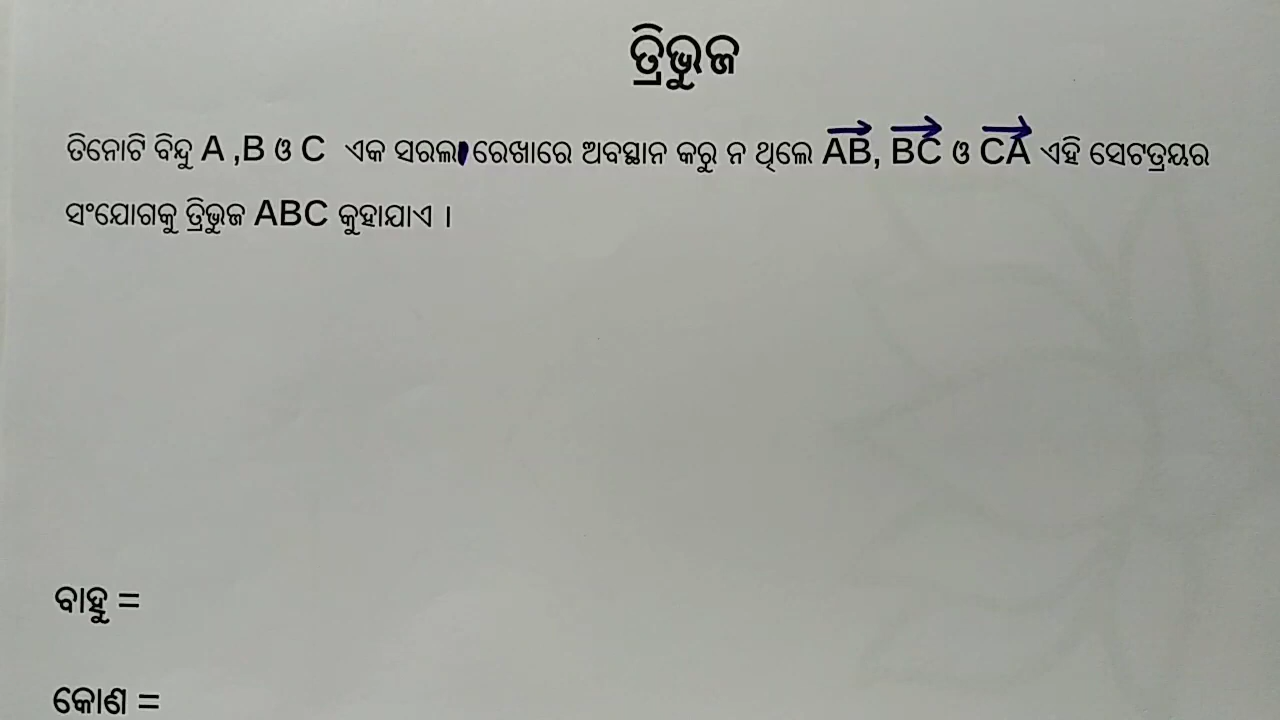 ତ୍ରିଭୁଜ
ତିନୋଟି ବିନ୍ଦୁ A ,B ଓ C ଏକ ସରଳ ରେଖାରେ ଅବସ୍ଥାନ କରୁ ନ ଥିଲେ AB, BC ଓ CA ଏହି ସେଟତ୍ରୟର
ସଂଯୋଗକୁ ତ୍ରିଭୁଜ ABC କୁହାଯାଏ ।
ବାହୁ =
କୋଣ =